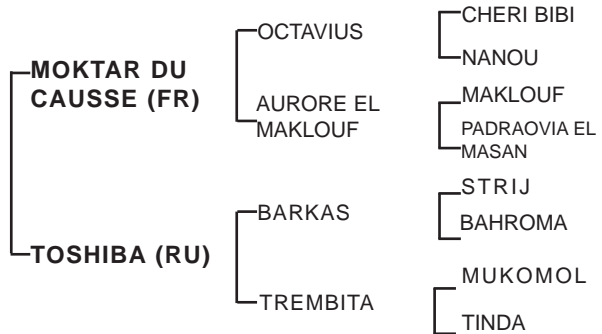 CHERI BIBI
OCTAVIUS
NANOU
MOKTAR DU
CAUSSE (FR)
MAKLOUF
AURORE EL
MAKLOUF
PADRAOVIA EL
MASAN
STRIJ
BARKAS
BAHROMA
TOSHIBA (RU)
MUKOMOL
TREMBITA
TINDA